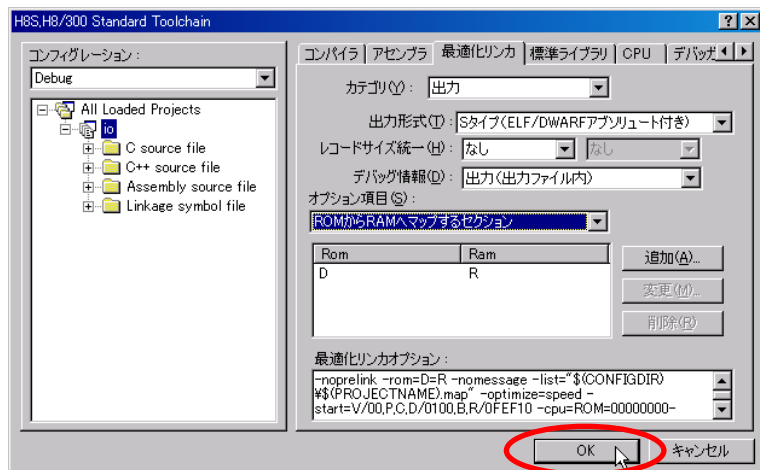 H8S,H8/300 Standard Toolchain
コンフィグレーション :
Debug
All Loaded Projects
io
C source file
C++ source file
Assembly source file
Linkage symbol file
コンパイラ アセンブラ 最適化リンカ 標準ライブラリ CPU デバッガ
カテゴリ(Y) : 出力
出力形式(T) : Sタイプ(ELF/DWARFアブソリュート付き)
レコードサイズ統一(H) : なし なし
デバッグ情報(D) : 出力(出力ファイル内)
オプション項目(S) :
ROMからRAMへマップするセクション
Rom Ram
D R
追加(A)...
変更(M)...
削除(R)
最適化リンカオプション :
-noprelink -rom=D=R -nomessage -list="$(CONFIGDIR)
¥$(PROJECTNAME).map" -optimize=speed -
start=V/00,P,C,D/0100,B,R/0FEF10 -cpu=ROM=00000000-
OK キャンセル